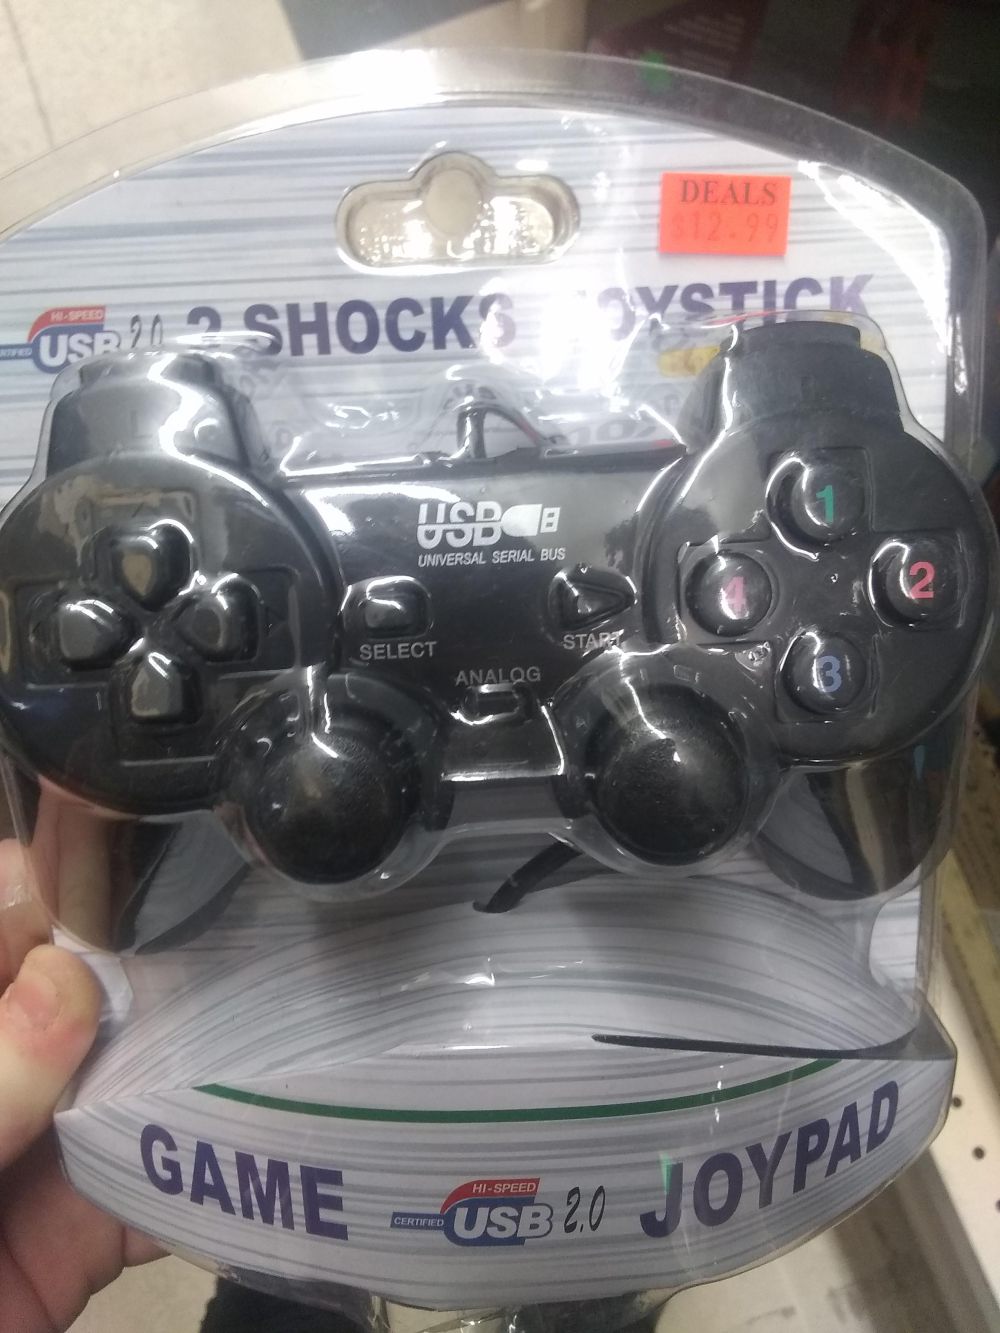 DEALS
$12.99
HI-SPEED
CERTIFIED USB 2.0
2 SHOCKS JOYSTICK
USB
UNIVERSAL SERIAL BUS
1
2
4
3
SELECT
START
ANALOG
GAME
HI-SPEED
CERTIFIED USB 2.0
JOYPAD